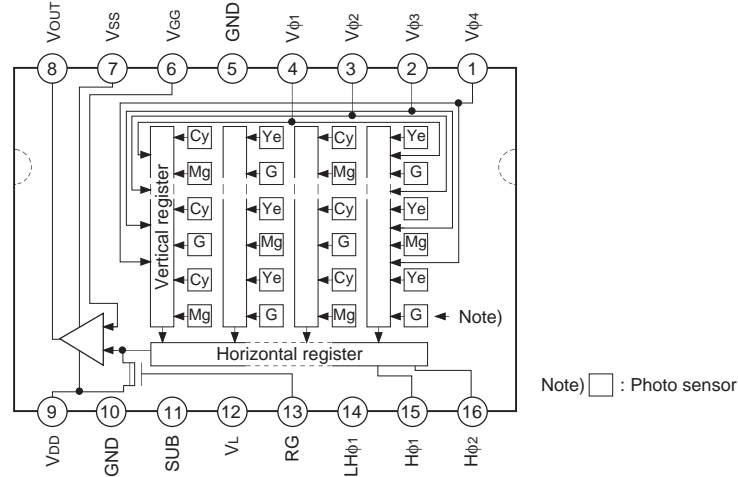 VOUT VSS VGG GND Vϕ1 Vϕ2 Vϕ3 Vϕ4
8 7 6 5 4 3 2 1
Vertical register
Cy Ye Cy Ye
Mg G Mg G
Cy Ye Cy Ye
G Mg G Mg
Cy Ye Cy Ye
Mg G Mg G Note)
Horizontal register
Note) : Photo sensor
9 10 11 12 13 14 15 16
VDD GND SUB VL RG LHϕ1 Hϕ1 Hϕ2